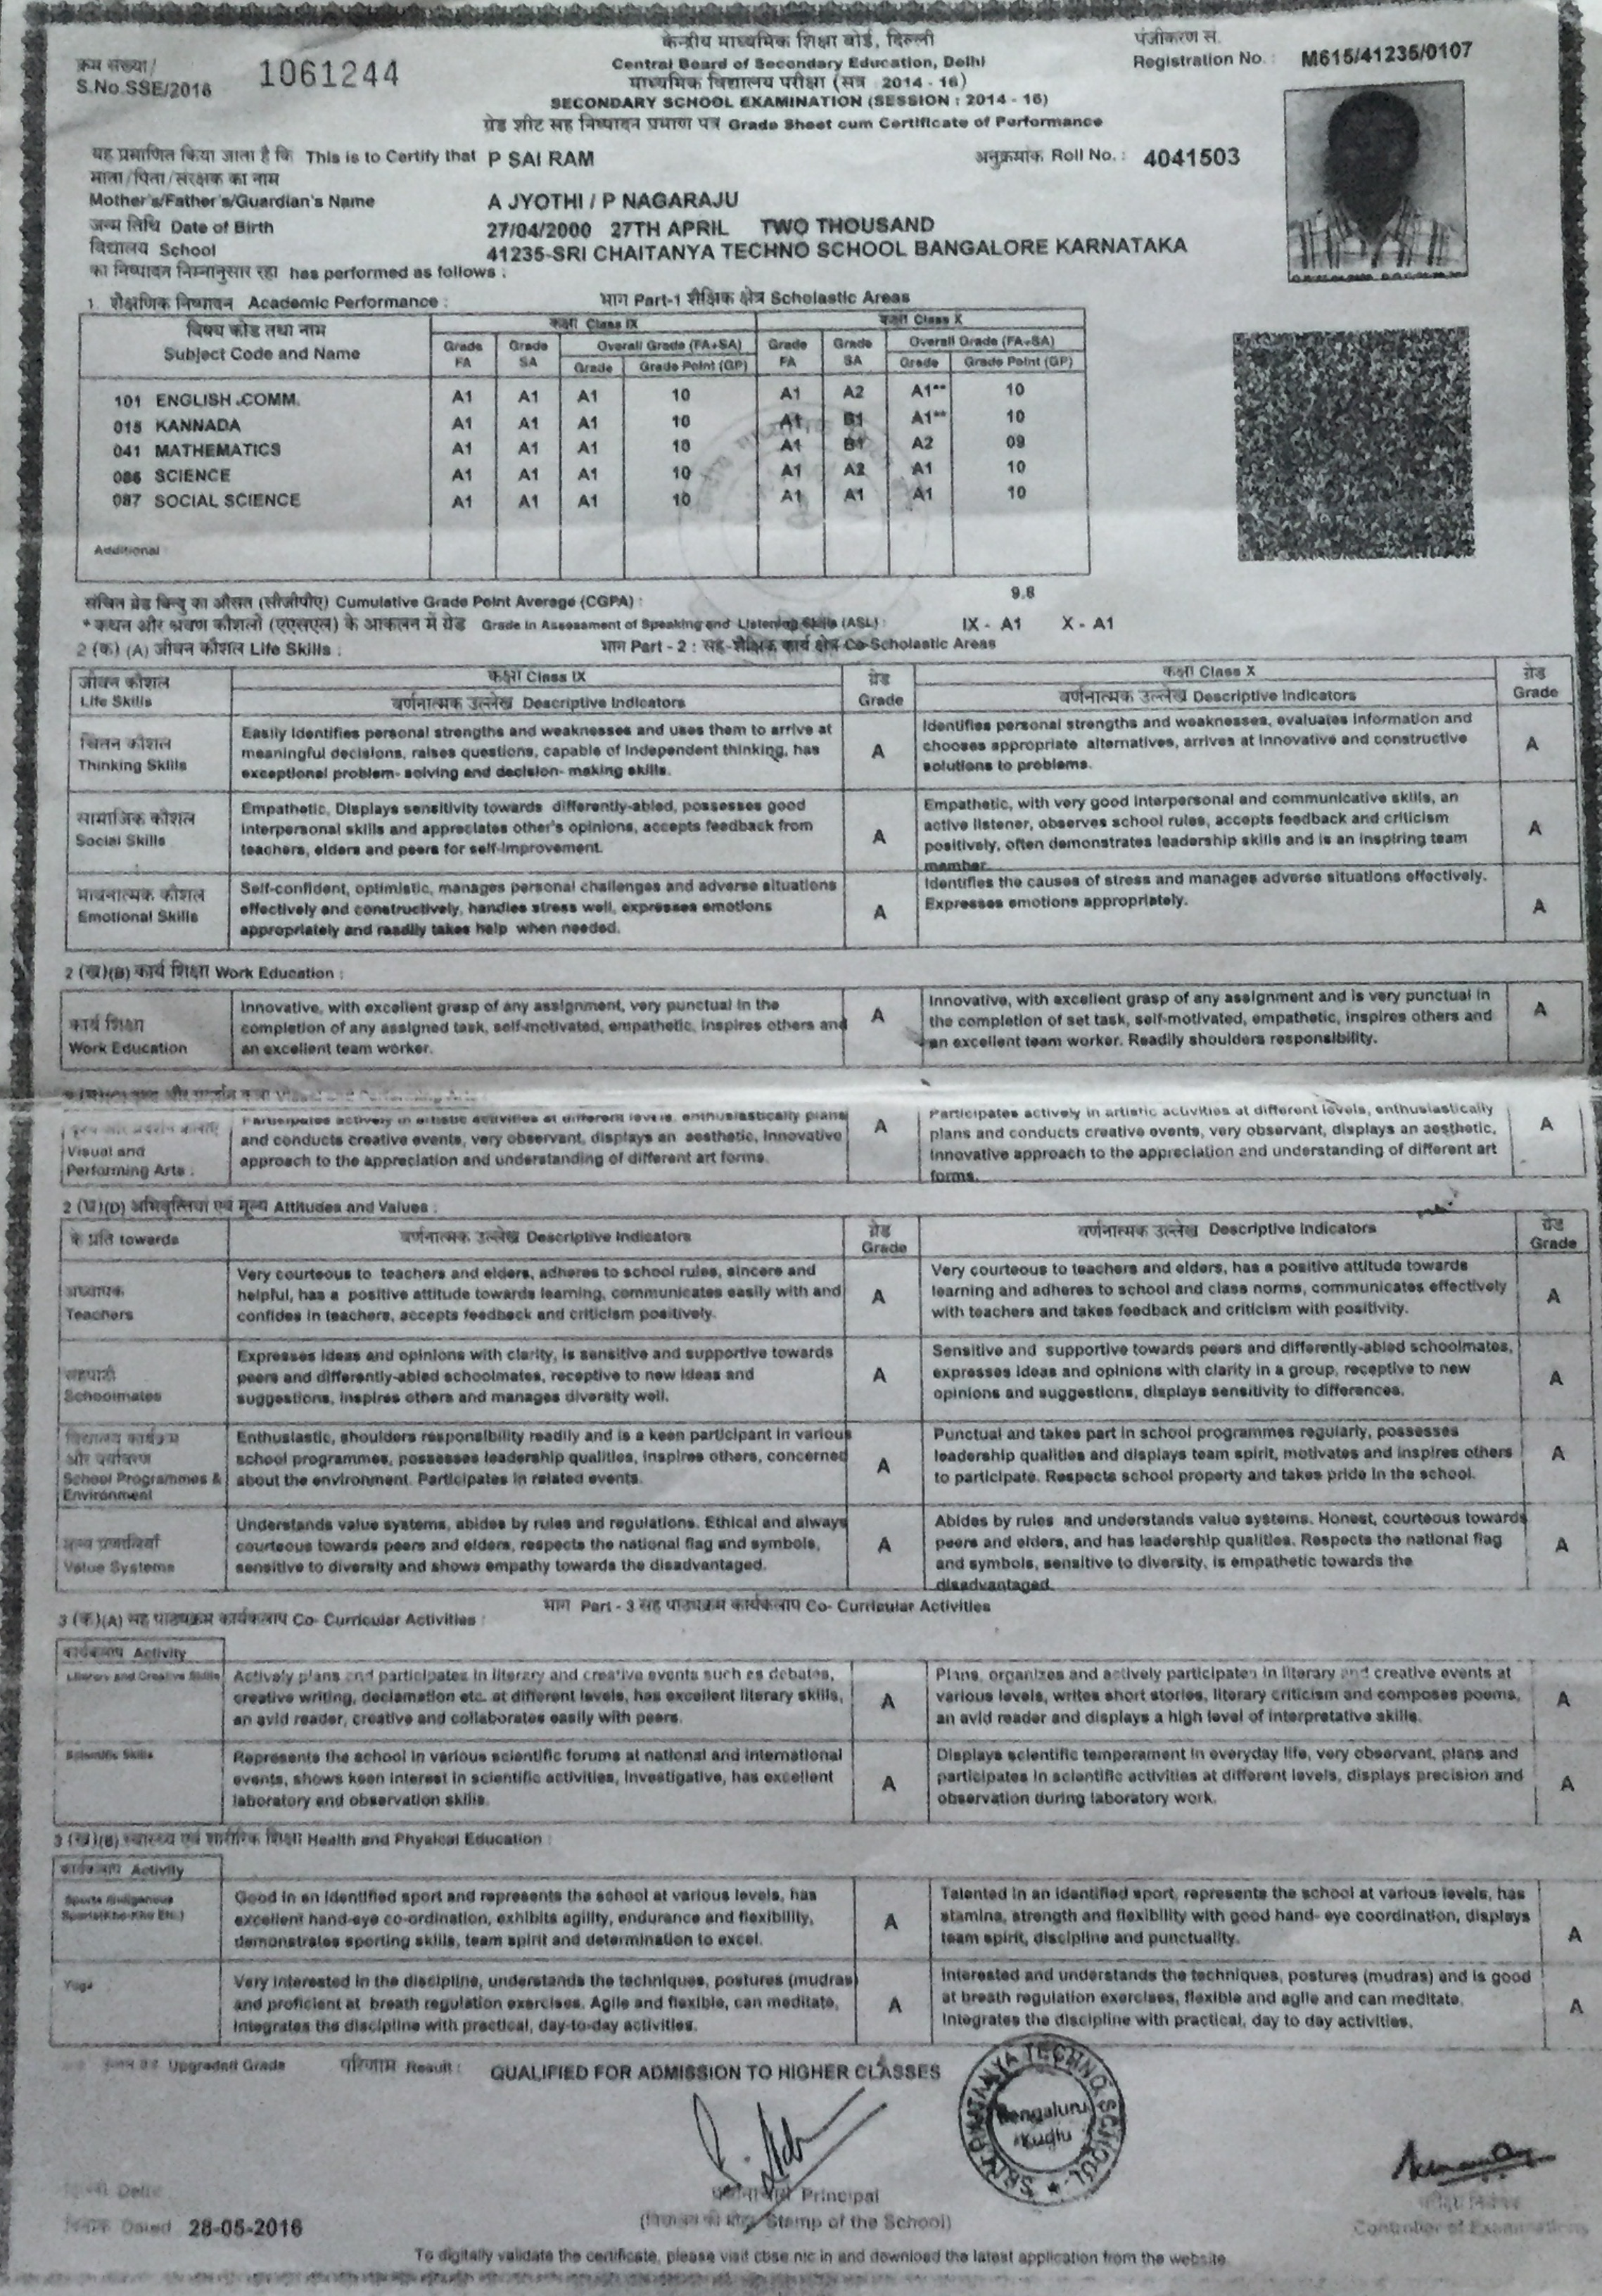 केन्द्रीय माध्यमिक शिक्षा बोर्ड, दिल्ली
पंजीकरण सं.
क्रम संख्या/
S.No.SSE/2016 1061244
Central Board of Secondary Education, Delhi
Registration No. : M615/41235/0107
माध्यमिक विद्यालय परीक्षा (सत्र 2014 - 16)
SECONDARY SCHOOL EXAMINATION (SESSION : 2014 - 16)
ग्रेड शीट सह निष्पादन प्रमाण पत्र Grade Sheet cum Certificate of Performance
यह प्रमाणित किया जाता है कि This is to Certify that P SAI RAM अनुक्रमांक Roll No. : 4041503
माता/पिता/संरक्षक का नाम
Mother's/Father's/Guardian's Name A JYOTHI / P NAGARAJU
जन्म तिथि Date of Birth 27/04/2000 27TH APRIL TWO THOUSAND
विद्यालय School 41235-SRI CHAITANYA TECHNO SCHOOL BANGALORE KARNATAKA
का निष्पादन निम्नानुसार रहा has performed as follows :
1. शैक्षणिक निष्पादन Academic Performance : भाग Part-1 शैक्षिक क्षेत्र Scholastic Areas
विषय कोड तथा नाम कक्षा Class IX कक्षा Class X
Subject Code and Name Grade FA Grade SA Overall Grade (FA+SA) Grade FA Grade SA Overall Grade (FA+SA)
Grade Grade Point (GP) Grade Grade Point (GP)
101 ENGLISH COMM. A1 A1 A1 10 A1 A2 A1** 10
015 KANNADA A1 A1 A1 10 A1 B1 A1** 10
041 MATHEMATICS A1 A1 A1 10 A1 B1 A2 09
086 SCIENCE A1 A1 A1 10 A1 A2 A1 10
087 SOCIAL SCIENCE A1 A1 A1 10 A1 A1 A1 10
Additional
संचित ग्रेड बिन्दु का औसत (सीजीपीए) Cumulative Grade Point Average (CGPA) : 9.8
* कथन और श्रवण कौशलों (एएसएल) के आकलन में ग्रेड Grade in Assessment of Speaking and Listening Skills (ASL) : IX - A1 X - A1
2 (क) (A) जीवन कौशल Life Skills : भाग Part - 2 : सह-शैक्षिक कार्य क्षेत्र Co-Scholastic Areas
जीवन कौशल कक्षा Class IX ग्रेड कक्षा Class X ग्रेड
Life Skills वर्णनात्मक उल्लेख Descriptive Indicators Grade वर्णनात्मक उल्लेख Descriptive Indicators Grade
चिंतन कौशल
Thinking Skills
Easily identifies personal strengths and weaknesses and uses them to arrive at
meaningful decisions, raises questions, capable of independent thinking, has
exceptional problem- solving and decision- making skills.
A
Identifies personal strengths and weaknesses, evaluates information and
chooses appropriate alternatives, arrives at innovative and constructive
solutions to problems.
A
सामाजिक कौशल
Social Skills
Empathetic, Displays sensitivity towards differently-abled, possesses good
interpersonal skills and appreciates other's opinions, accepts feedback from
teachers, elders and peers for self-improvement.
A
Empathetic, with very good interpersonal and communicative skills, an
active listener, observes school rules, accepts feedback and criticism
positively, often demonstrates leadership skills and is an inspiring team
member.
A
भावनात्मक कौशल
Emotional Skills
Self-confident, optimistic, manages personal challenges and adverse situations
effectively and constructively, handles stress well, expresses emotions
appropriately and readily takes help when needed.
A
Identifies the causes of stress and manages adverse situations effectively.
Expresses emotions appropriately.
A
2 (ख)(B) कार्य शिक्षा Work Education :
कार्य शिक्षा
Work Education
Innovative, with excellent grasp of any assignment, very punctual in the
completion of any assigned task, self-motivated, empathetic, inspires others and
an excellent team worker.
A
Innovative, with excellent grasp of any assignment and is very punctual in
the completion of set task, self-motivated, empathetic, inspires others and
an excellent team worker. Readily shoulders responsibility.
A
Visual and
Performing Arts
Participates actively in artistic activities at different levels, enthusiastically plans
and conducts creative events, very observant, displays an aesthetic, innovative
approach to the appreciation and understanding of different art forms.
A
Participates actively in artistic activities at different levels, enthusiastically
plans and conducts creative events, very observant, displays an aesthetic,
innovative approach to the appreciation and understanding of different art
forms.
A
2 (घ)(D) अभिवृत्तियां एवं मूल्य Attitudes and Values :
के प्रति towards वर्णनात्मक उल्लेख Descriptive Indicators ग्रेड Grade वर्णनात्मक उल्लेख Descriptive Indicators ग्रेड Grade
अध्यापक
Teachers
Very courteous to teachers and elders, adheres to school rules, sincere and
helpful, has a positive attitude towards learning, communicates easily with and
confides in teachers, accepts feedback and criticism positively.
A
Very courteous to teachers and elders, has a positive attitude towards
learning and adheres to school and class norms, communicates effectively
with teachers and takes feedback and criticism with positivity.
A
सहपाठी
Schoolmates
Expresses ideas and opinions with clarity, is sensitive and supportive towards
peers and differently-abled schoolmates, receptive to new ideas and
suggestions, inspires others and manages diversity well.
A
Sensitive and supportive towards peers and differently-abled schoolmates,
expresses ideas and opinions with clarity in a group, receptive to new
opinions and suggestions, displays sensitivity to differences.
A
विद्यालय कार्यक्रम
और पर्यावरण
School Programmes &
Environment
Enthusiastic, shoulders responsibility readily and is a keen participant in various
school programmes, possesses leadership qualities, inspires others, concerned
about the environment. Participates in related events.
A
Punctual and takes part in school programmes regularly, possesses
leadership qualities and displays team spirit, motivates and inspires others
to participate. Respects school property and takes pride in the school.
A
Value Systems
Understands value systems, abides by rules and regulations. Ethical and always
courteous towards peers and elders, respects the national flag and symbols,
sensitive to diversity and shows empathy towards the disadvantaged.
A
Abides by rules and understands value systems. Honest, courteous towards
peers and elders, and has leadership qualities. Respects the national flag
and symbols, sensitive to diversity, is empathetic towards the
disadvantaged.
A
भाग Part - 3 सह पाठ्यक्रम कार्यकलाप Co- Curricular Activities
3 (क)(A) सह पाठ्यक्रम कार्यकलाप Co- Curricular Activities :
कार्यकलाप Activity
Literary and Creative Skills
Actively plans and participates in literary and creative events such as debates,
creative writing, declamation etc. at different levels, has excellent literary skills,
an avid reader, creative and collaborates easily with peers.
A
Plans, organizes and actively participates in literary and creative events at
various levels, writes short stories, literary criticism and composes poems,
an avid reader and displays a high level of interpretative skills.
A
Scientific Skills
Represents the school in various scientific forums at national and international
events, shows keen interest in scientific activities, investigative, has excellent
laboratory and observation skills.
A
Displays scientific temperament in everyday life, very observant, plans and
participates in scientific activities at different levels, displays precision and
observation during laboratory work.
A
3 (ख)(B) स्वास्थ्य एवं शारीरिक शिक्षा Health and Physical Education :
कार्यकलाप Activity
Sports /Indigenous
Sports(Kho-Kho Etc.)
Good in an identified sport and represents the school at various levels, has
excellent hand-eye co-ordination, exhibits agility, endurance and flexibility,
demonstrates sporting skills, team spirit and determination to excel.
A
Talented in an identified sport, represents the school at various levels, has
stamina, strength and flexibility with good hand- eye coordination, displays
team spirit, discipline and punctuality.
A
Yoga
Very interested in the discipline, understands the techniques, postures (mudras)
and proficient at breath regulation exercises. Agile and flexible, can meditate,
integrates the discipline with practical, day-to-day activities.
A
Interested and understands the techniques, postures (mudras) and is good
at breath regulation exercises, flexible and agile and can meditate.
Integrates the discipline with practical, day to day activities.
A
Upgraded Grade परिणाम Result : QUALIFIED FOR ADMISSION TO HIGHER CLASSES
SRI CHAITANYA TECHNO SCHOOL
Bengaluru
Kudlu
Delhi
Principal
Dated 28-05-2016
Stamp of the School)
Controller of Examinations
To digitally validate the certificate, please visit cbse.nic.in and download the latest application from the website.